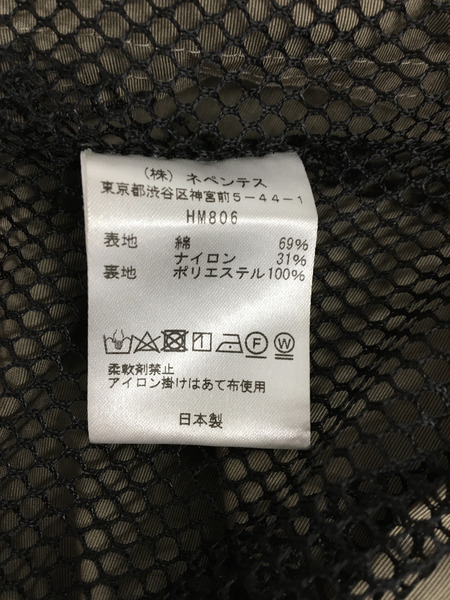 (株) ネペンテス
東京都渋谷区神宮前5-44-1
HM806
表地 綿 69%
ナイロン 31%
裏地 ポリエステル100%
F W
柔軟剤禁止
アイロン掛けはあて布使用
日本製